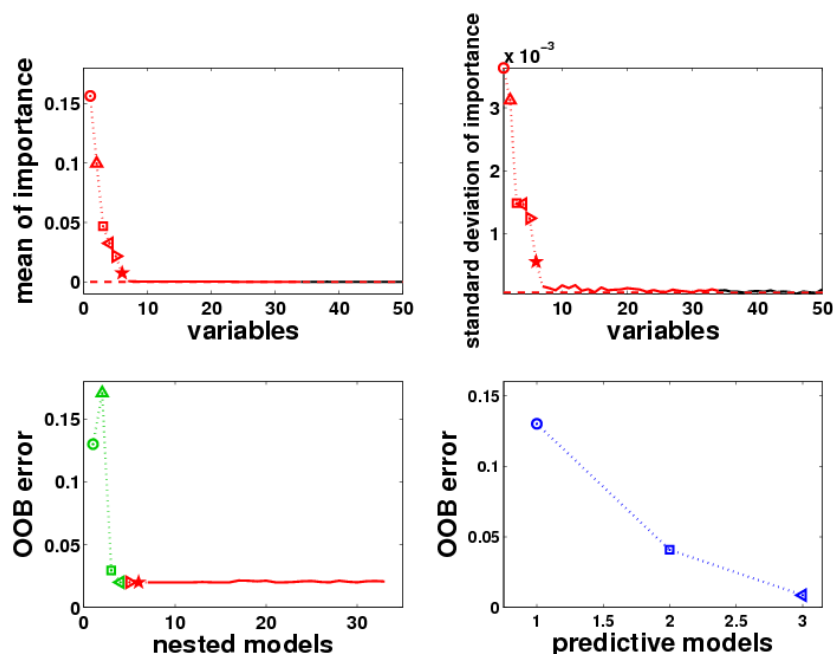 mean of importance
0.15
0.1
0.05
0
0 10 20 30 40 50
variables
x 10⁻³
standard deviation of importance
3
2
1
10 20 30 40 50
variables
OOB error
0.15
0.1
0.05
0
0 10 20 30
nested models
OOB error
0.15
0.1
0.05
0
1 1.5 2 2.5 3
predictive models